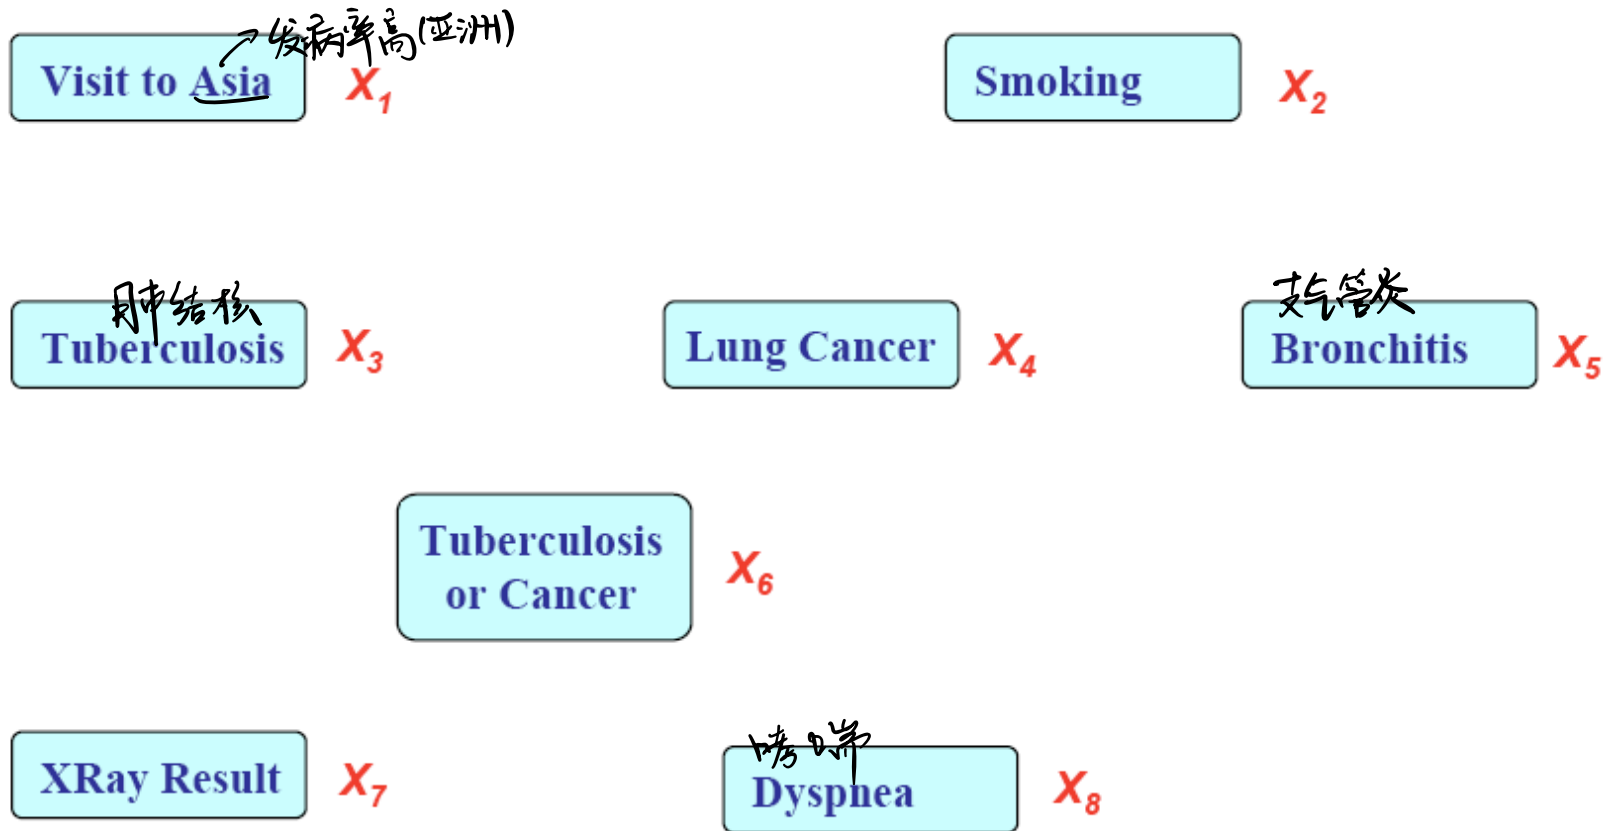 发病率高(亚洲)
Visit to Asia X1
Smoking X2
肺结核
Tuberculosis X3
Lung Cancer X4
支气管炎
Bronchitis X5
Tuberculosis
or Cancer X6
XRay Result X7
哮喘
Dyspnea X8